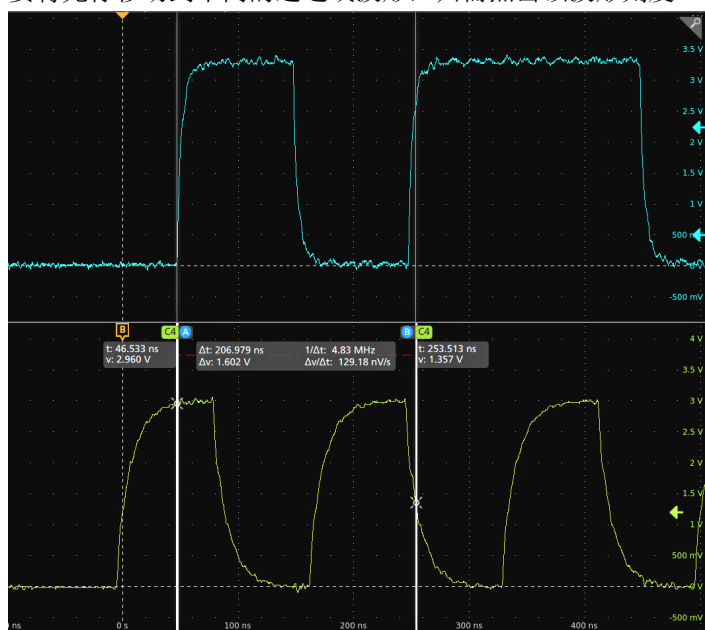 3.5 V
3 V
2.5 V
2 V
1.5 V
1 V
500 mV
0 V
-500 mV
B
C4 A
B C4
4 V
t: 46.533 ns
v: 2.960 V
Δt: 206.979 ns 1/Δt: 4.83 MHz
Δv: 1.602 V Δv/Δt: 129.18 nV/s
t: 253.513 ns
v: 1.357 V
3.5 V
3 V
2.5 V
2 V
1.5 V
1 V
500 mV
0 V
-500 mV
ns 0 s 100 ns 200 ns 300 ns 400 ns